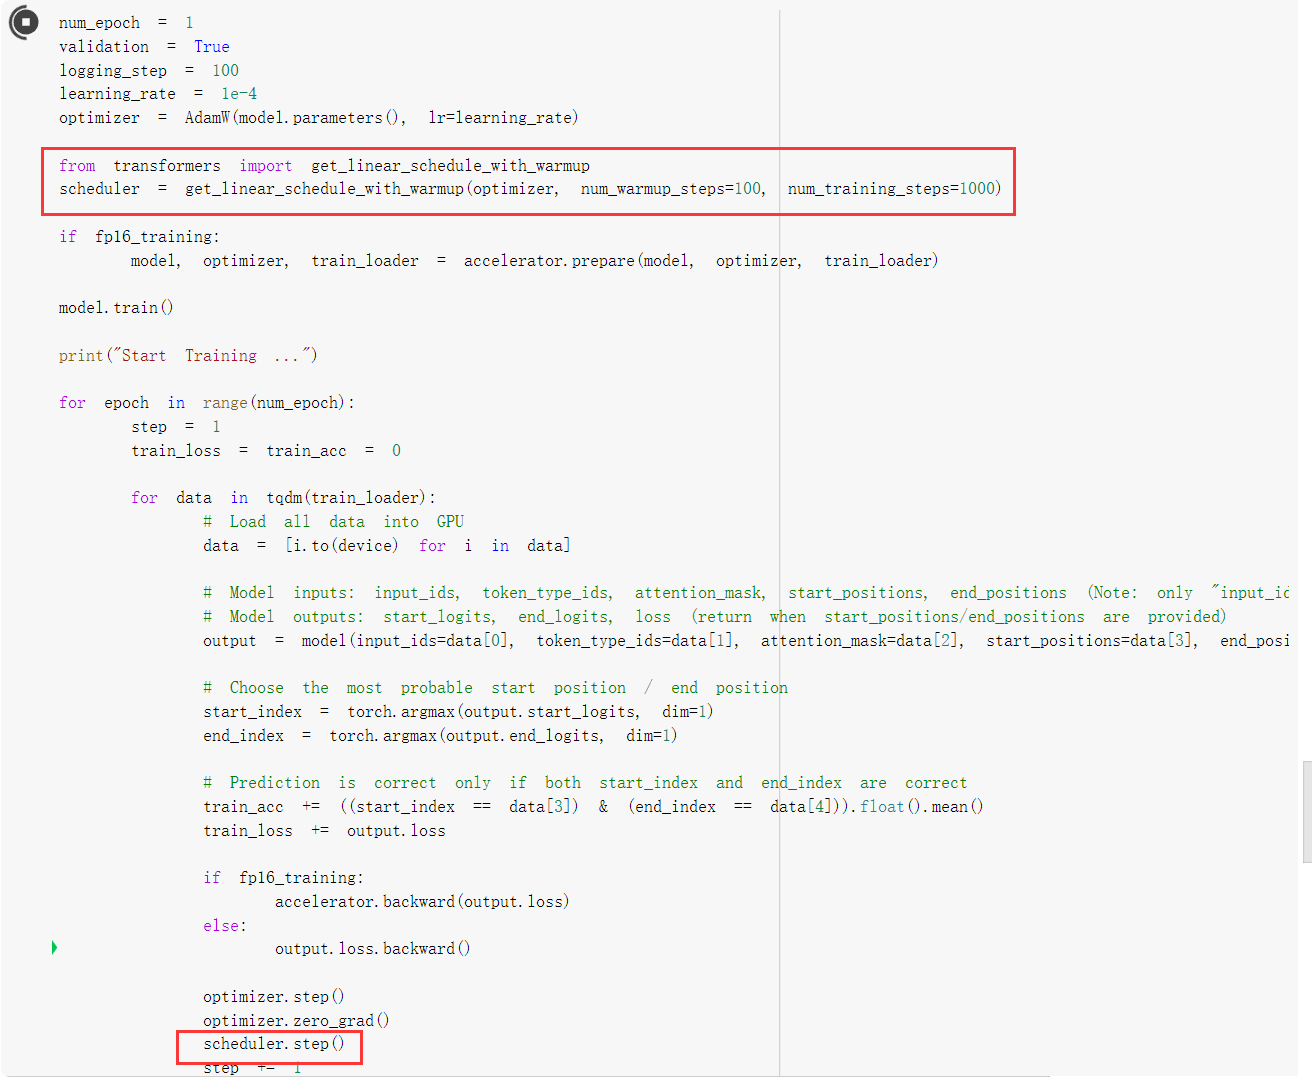 num_epoch = 1
validation = True
logging_step = 100
learning_rate = 1e-4
optimizer = AdamW(model.parameters(), lr=learning_rate)
from transformers import get_linear_schedule_with_warmup
scheduler = get_linear_schedule_with_warmup(optimizer, num_warmup_steps=100, num_training_steps=1000)
if fp16_training:
model, optimizer, train_loader = accelerator.prepare(model, optimizer, train_loader)
model.train()
print("Start Training ...")
for epoch in range(num_epoch):
step = 1
train_loss = train_acc = 0
for data in tqdm(train_loader):
# Load all data into GPU
data = [i.to(device) for i in data]
# Model inputs: input_ids, token_type_ids, attention_mask, start_positions, end_positions (Note: only "input_id
# Model outputs: start_logits, end_logits, loss (return when start_positions/end_positions are provided)
output = model(input_ids=data[0], token_type_ids=data[1], attention_mask=data[2], start_positions=data[3], end_posi
# Choose the most probable start position / end position
start_index = torch.argmax(output.start_logits, dim=1)
end_index = torch.argmax(output.end_logits, dim=1)
# Prediction is correct only if both start_index and end_index are correct
train_acc += ((start_index == data[3]) & (end_index == data[4])).float().mean()
train_loss += output.loss
if fp16_training:
accelerator.backward(output.loss)
else:
output.loss.backward()
optimizer.step()
optimizer.zero_grad()
scheduler.step()
step += 1